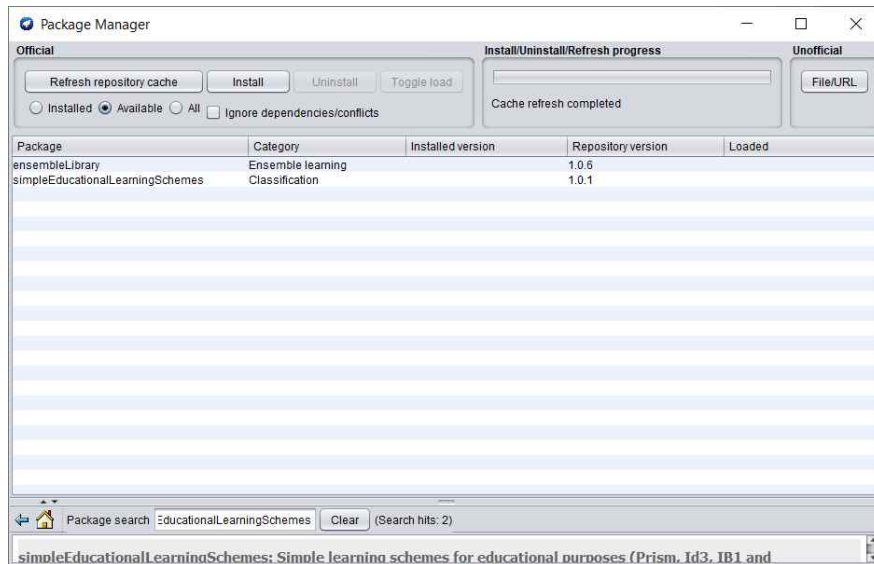 Package Manager
Official
Install/Uninstall/Refresh progress
Unofficial
Refresh repository cache
Install
Uninstall
Toggle load
File/URL
Installed
Available
All
Ignore dependencies/conflicts
Cache refresh completed
Package Category Installed version Repository version Loaded
ensembleLibrary Ensemble learning 1.0.6
simpleEducationalLearningSchemes Classification 1.0.1
Package search EducationalLearningSchemes Clear (Search hits: 2)
simpleEducationalLearningSchemes: Simple learning schemes for educational purposes (Prism, Id3, IB1 and